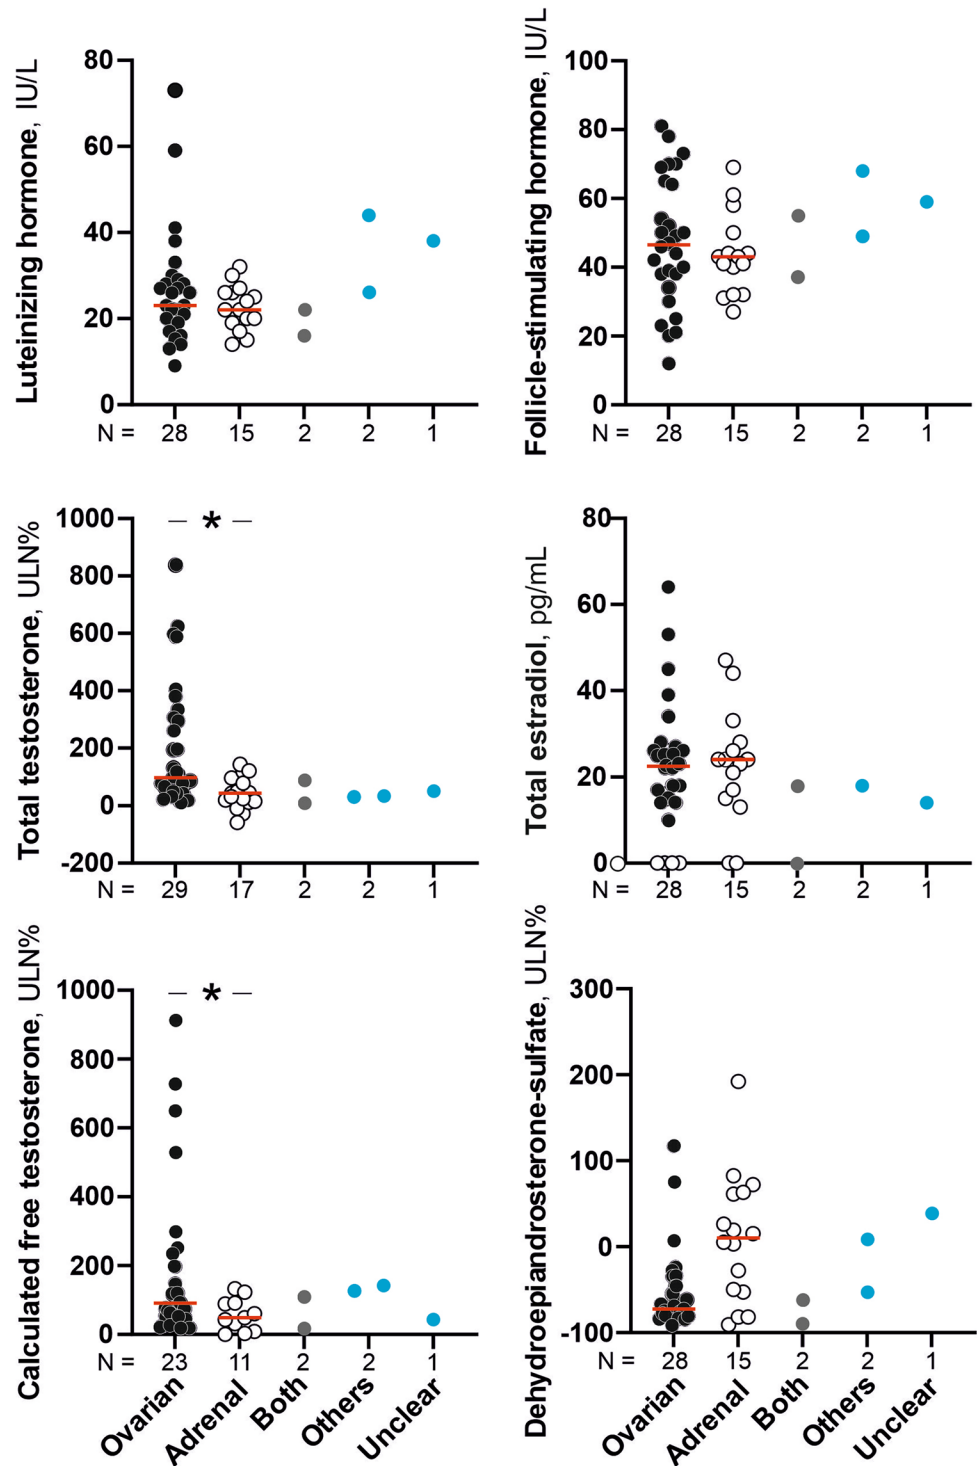 Luteinizing hormone, IU/L
80
60
40
20
0
N = 28 15 2 2 1
Follicle-stimulating hormone, IU/L
100
80
60
40
20
0
N = 28 15 2 2 1
Total testosterone, ULN%
1000
800
600
400
200
0
-200
*
N = 29 17 2 2 1
Total estradiol, pg/mL
80
60
40
20
0
N = 28 15 2 2 1
Calculated free testosterone, ULN%
1000
800
600
400
200
0
*
N = 23 11 2 2 1
Ovarian Adrenal Both Others Unclear
Dehydroepiandrosterone-sulfate, ULN%
300
200
100
0
-100
N = 28 15 2 2 1
Ovarian Adrenal Both Others Unclear